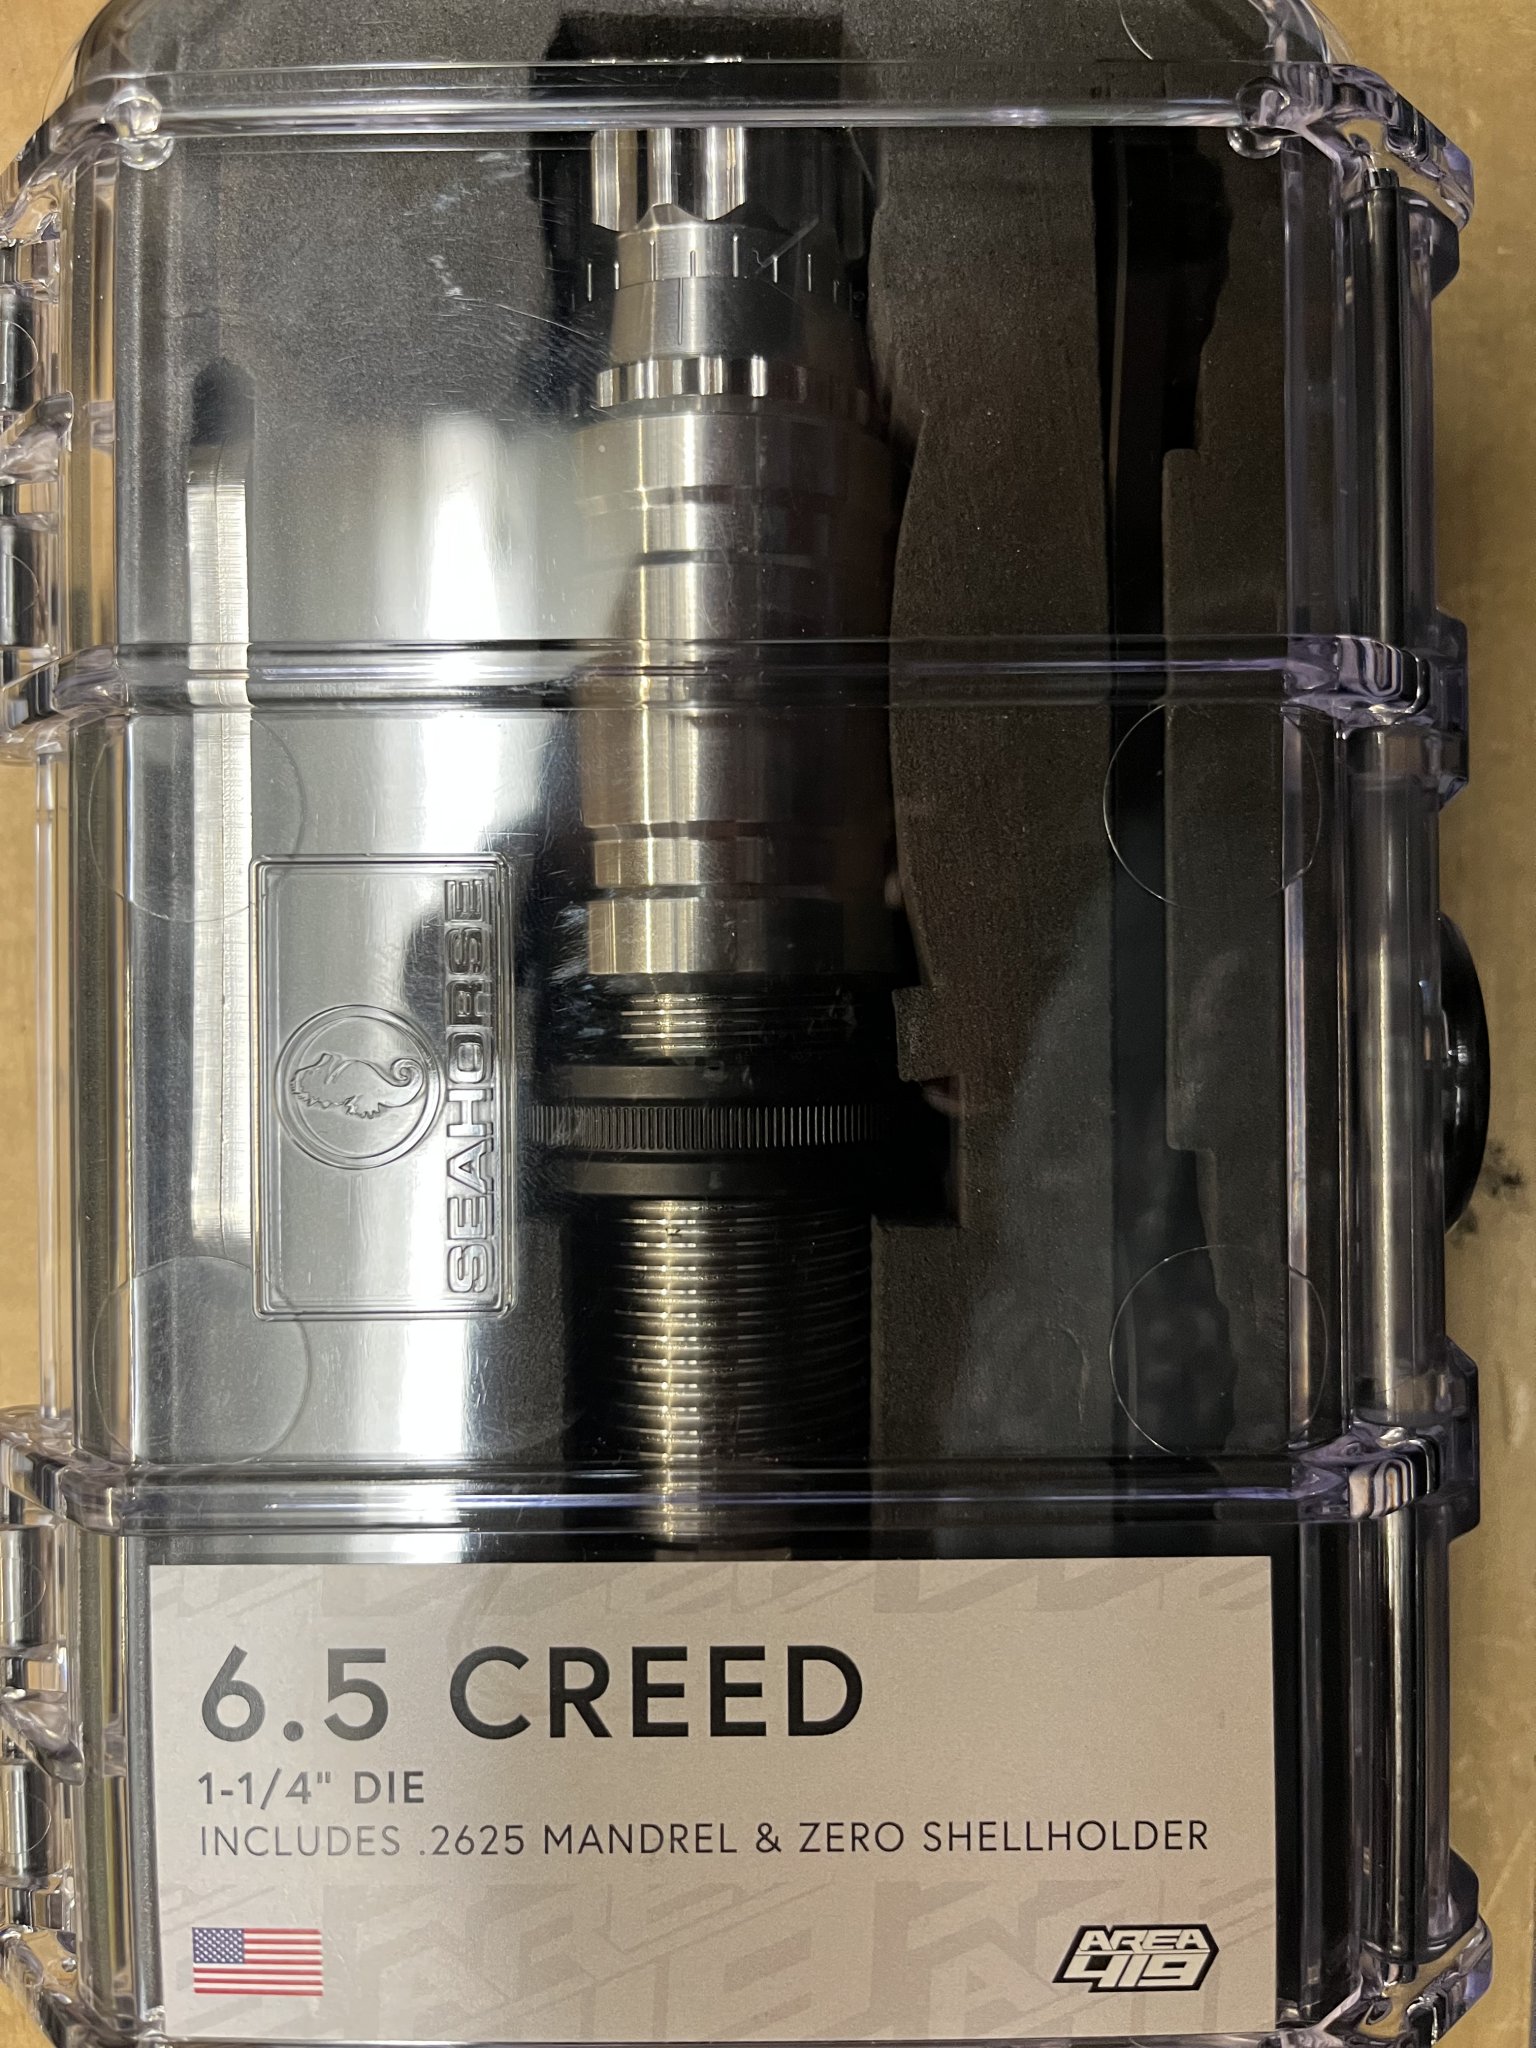 SEAHORSE
6.5 CREED
1-1/4" DIE
INCLUDES .2625 MANDREL & ZERO SHELLHOLDER
AREA
419